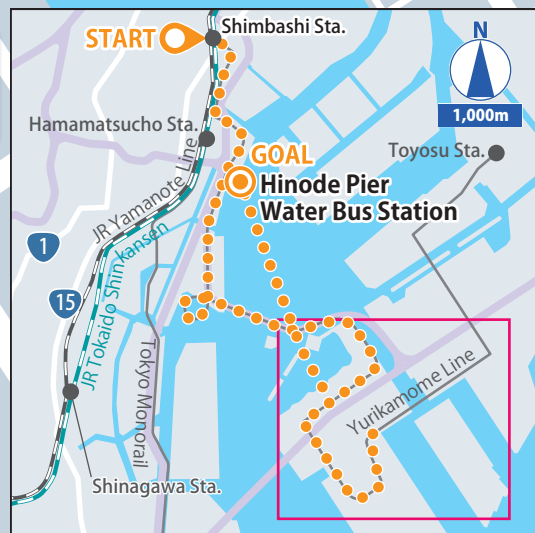 Shimbashi Sta.
START
N
1,000m
Hamamatsucho Sta.
Toyosu Sta.
GOAL
Hinode Pier
Water Bus Station
JR Yamanote Line
JR Tokaido Shinkansen
1
15
Tokyo Monorail
Yurikamome Line
Shinagawa Sta.